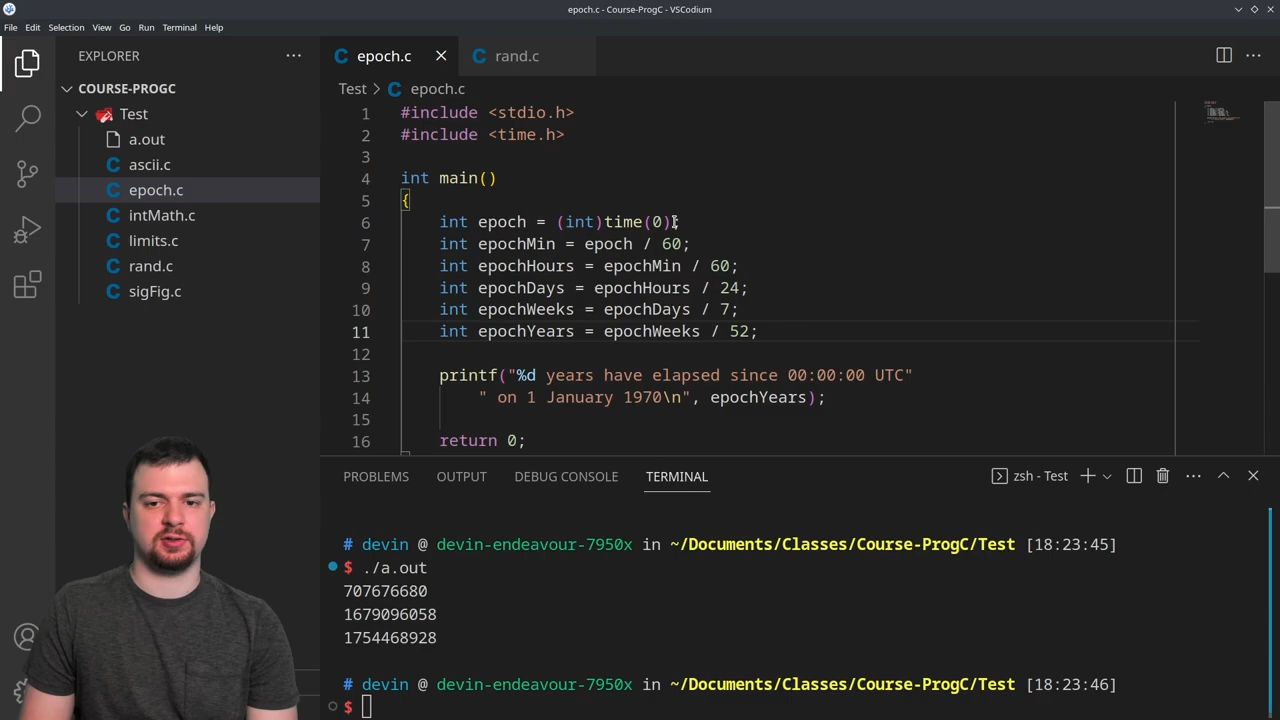 epoch.c - Course-ProgC - VSCodium
File Edit Selection View Go Run Terminal Help
EXPLORER
COURSE-PROGC
Test
a.out
ascii.c
epoch.c
intMath.c
limits.c
rand.c
sigFig.c
C epoch.c
C rand.c
Test > C epoch.c
1 #include <stdio.h>
2 #include <time.h>
3
4 int main()
5 {
6 int epoch = (int)time(0);
7 int epochMin = epoch / 60;
8 int epochHours = epochMin / 60;
9 int epochDays = epochHours / 24;
10 int epochWeeks = epochDays / 7;
11 int epochYears = epochWeeks / 52;
12
13 printf("%d years have elapsed since 00:00:00 UTC"
14 " on 1 January 1970\n", epochYears);
15
16 return 0;
PROBLEMS OUTPUT DEBUG CONSOLE TERMINAL
zsh - Test
# devin @ devin-endeavour-7950x in ~/Documents/Classes/Course-ProgC/Test [18:23:45]
$ ./a.out
707676680
1679096058
1754468928
# devin @ devin-endeavour-7950x in ~/Documents/Classes/Course-ProgC/Test [18:23:46]
$